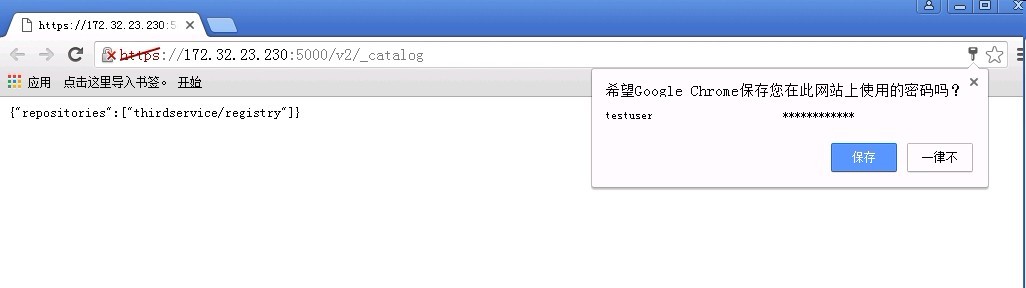 https://172.32.23.230:5
https://172.32.23.230:5000/v2/_catalog
应用 点击这里导入书签。 开始
{"repositories":["thirdservice/registry"]}
希望Google Chrome保存您在此网站上使用的密码吗?
testuser ************
保存 一律不